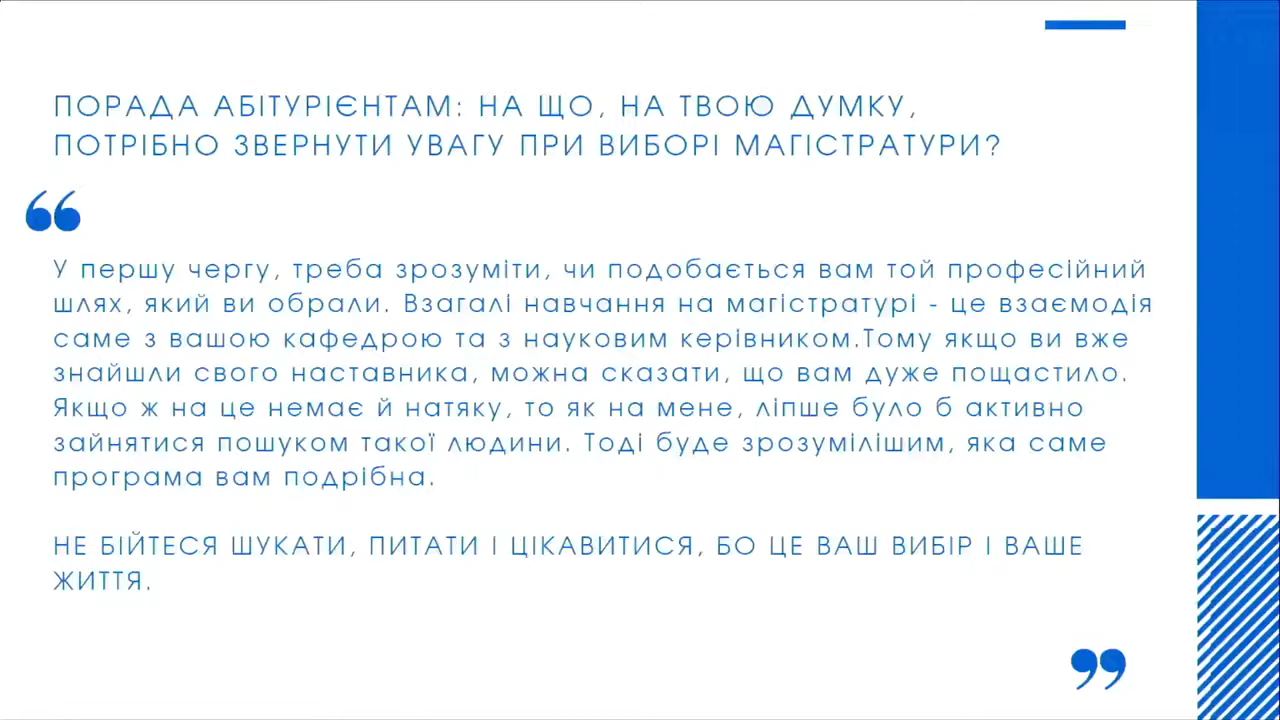 ПОРАДА АБІТУРІЄНТАМ: НА ЩО, НА ТВОЮ ДУМКУ,
ПОТРІБНО ЗВЕРНУТИ УВАГУ ПРИ ВИБОРІ МАГІСТРАТУРИ?
“
У першу чергу, треба зрозуміти, чи подобається вам той професійний
шлях, який ви обрали. Взагалі навчання на магістратурі - це взаємодія
саме з вашою кафедрою та з науковим керівником.Тому якщо ви вже
знайшли свого наставника, можна сказати, що вам дуже пощастило.
Якщо ж на це немає й натяку, то як на мене, ліпше було б активно
зайнятися пошуком такої людини. Тоді буде зрозумілішим, яка саме
програма вам подрібна.
НЕ БІЙТЕСЯ ШУКАТИ, ПИТАТИ І ЦІКАВИТИСЯ, БО ЦЕ ВАШ ВИБІР І ВАШЕ
ЖИТТЯ.
”